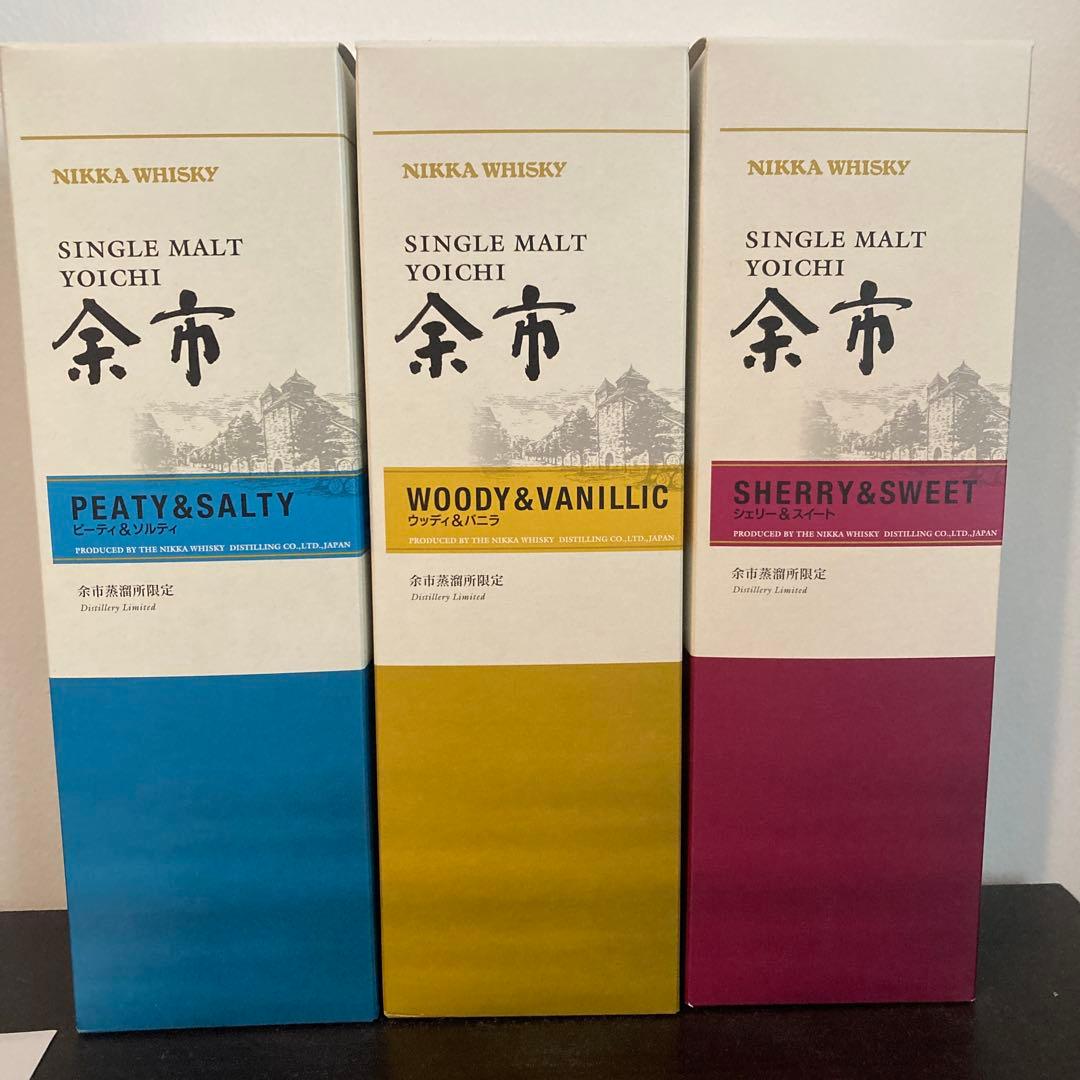 NIKKA WHISKY
SINGLE MALT
YOICHI
余市
PEATY&SALTY
ピーティ&ソルティ
PRODUCED BY THE NIKKA WHISKY DISTILLING CO.,LTD.,JAPAN
余市蒸溜所限定
Distillery Limited
NIKKA WHISKY
SINGLE MALT
YOICHI
余市
WOODY&VANILLIC
ウッディ&バニラ
PRODUCED BY THE NIKKA WHISKY DISTILLING CO.,LTD.,JAPAN
余市蒸溜所限定
Distillery Limited
NIKKA WHISKY
SINGLE MALT
YOICHI
余市
SHERRY&SWEET
シェリー&スイート
PRODUCED BY THE NIKKA WHISKY DISTILLING CO.,LTD.,JAPAN
余市蒸溜所限定
Distillery Limited